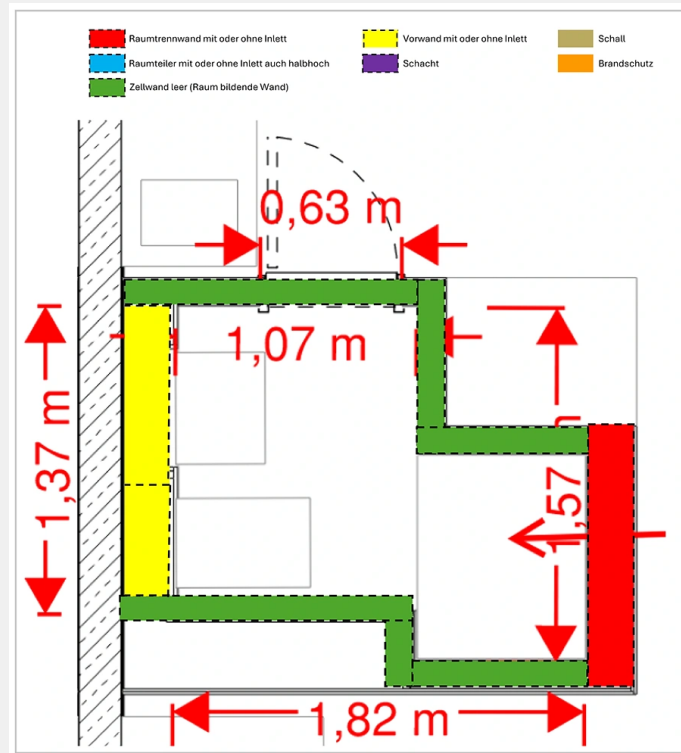 Raumtrennwand mit oder ohne Inlett
Vorwand mit oder ohne Inlett
Schall
Raumteiler mit oder ohne Inlett auch halbhoch
Schacht
Brandschutz
Zellwand leer (Raum bildende Wand)
0,63 m
1,07 m
1,37 m
1,57
1,82 m